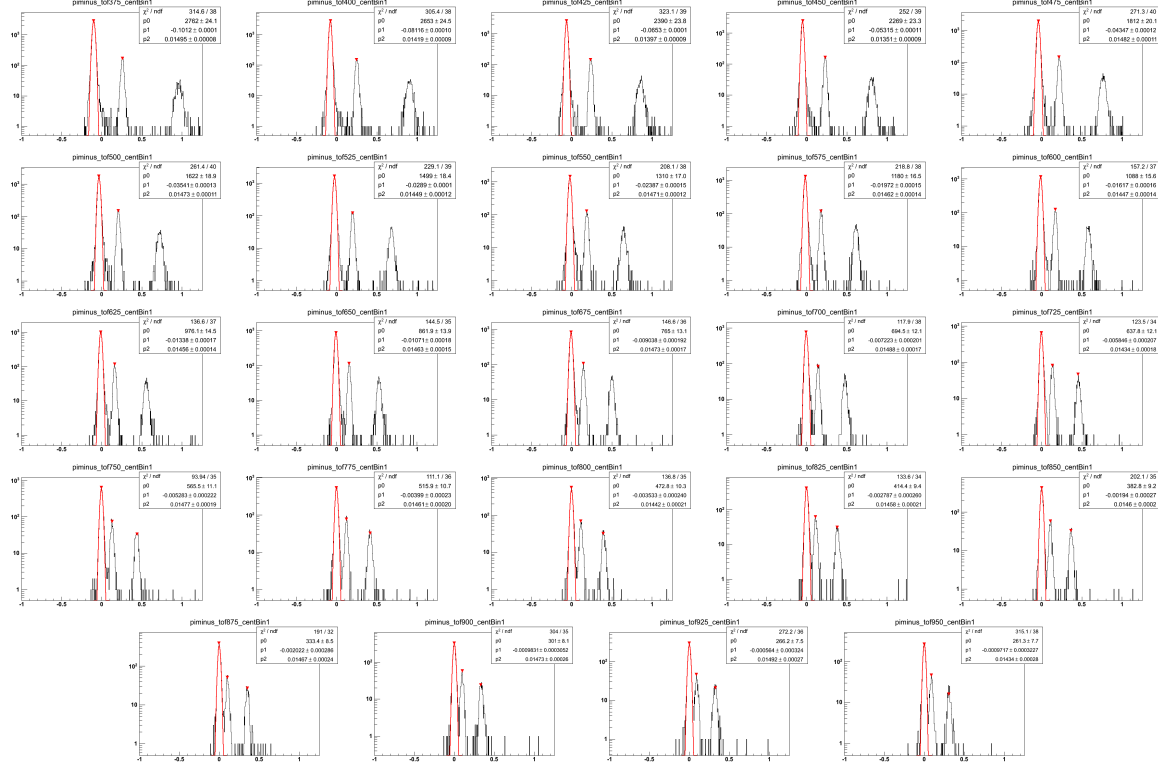 piminus_tof375_centBin1
χ² / ndf 314.6 / 38
p0 2762 ± 24.1
p1 -0.1012 ± 0.0001
p2 0.01495 ± 0.00008
piminus_tof400_centBin1
χ² / ndf 305.4 / 38
p0 2653 ± 24.5
p1 -0.08116 ± 0.00010
p2 0.01419 ± 0.00009
piminus_tof425_centBin1
χ² / ndf 323.1 / 39
p0 2390 ± 23.8
p1 -0.0653 ± 0.0001
p2 0.01397 ± 0.00009
piminus_tof450_centBin1
χ² / ndf 252 / 39
p0 2269 ± 23.3
p1 -0.05315 ± 0.00011
p2 0.01351 ± 0.00009
piminus_tof475_centBin1
χ² / ndf 271.3 / 40
p0 1812 ± 20.1
p1 -0.04347 ± 0.00012
p2 0.01482 ± 0.00011
piminus_tof500_centBin1
χ² / ndf 261.4 / 40
p0 1622 ± 18.9
p1 -0.03541 ± 0.00013
p2 0.01473 ± 0.00011
piminus_tof525_centBin1
χ² / ndf 229.1 / 39
p0 1499 ± 18.4
p1 -0.0289 ± 0.0001
p2 0.01449 ± 0.00012
piminus_tof550_centBin1
χ² / ndf 208.1 / 38
p0 1310 ± 17.0
p1 -0.02387 ± 0.00015
p2 0.01471 ± 0.00012
piminus_tof575_centBin1
χ² / ndf 218.8 / 38
p0 1180 ± 16.5
p1 -0.01972 ± 0.00015
p2 0.01462 ± 0.00014
piminus_tof600_centBin1
χ² / ndf 157.2 / 37
p0 1088 ± 15.6
p1 -0.01617 ± 0.00016
p2 0.01447 ± 0.00014
piminus_tof625_centBin1
χ² / ndf 136.6 / 37
p0 976.1 ± 14.5
p1 -0.01338 ± 0.00017
p2 0.01456 ± 0.00014
piminus_tof650_centBin1
χ² / ndf 144.5 / 35
p0 861.9 ± 13.9
p1 -0.01071 ± 0.00018
p2 0.01463 ± 0.00015
piminus_tof675_centBin1
χ² / ndf 146.6 / 36
p0 765 ± 13.1
p1 -0.009038 ± 0.000192
p2 0.01473 ± 0.00017
piminus_tof700_centBin1
χ² / ndf 117.9 / 38
p0 694.5 ± 12.1
p1 -0.007223 ± 0.000201
p2 0.01488 ± 0.00017
piminus_tof725_centBin1
χ² / ndf 123.5 / 34
p0 637.8 ± 12.1
p1 -0.005846 ± 0.000207
p2 0.01434 ± 0.00018
piminus_tof750_centBin1
χ² / ndf 93.94 / 35
p0 565.5 ± 11.1
p1 -0.005283 ± 0.000222
p2 0.01477 ± 0.00019
piminus_tof775_centBin1
χ² / ndf 111.1 / 36
p0 515.9 ± 10.7
p1 -0.00399 ± 0.00023
p2 0.01461 ± 0.00020
piminus_tof800_centBin1
χ² / ndf 136.8 / 35
p0 472.8 ± 10.3
p1 -0.003533 ± 0.000240
p2 0.01442 ± 0.00021
piminus_tof825_centBin1
χ² / ndf 133.6 / 34
p0 414.4 ± 9.4
p1 -0.002787 ± 0.000260
p2 0.01458 ± 0.00021
piminus_tof850_centBin1
χ² / ndf 202.1 / 35
p0 382.8 ± 9.2
p1 -0.00194 ± 0.00027
p2 0.0146 ± 0.0002
piminus_tof875_centBin1
χ² / ndf 191 / 32
p0 333.4 ± 8.5
p1 -0.002022 ± 0.000286
p2 0.01467 ± 0.00024
piminus_tof900_centBin1
χ² / ndf 304 / 35
p0 301 ± 8.1
p1 -0.0009831 ± 0.0003052
p2 0.01473 ± 0.00026
piminus_tof925_centBin1
χ² / ndf 272.2 / 36
p0 266.2 ± 7.5
p1 -0.000564 ± 0.000324
p2 0.01492 ± 0.00027
piminus_tof950_centBin1
χ² / ndf 315.1 / 38
p0 261.3 ± 7.7
p1 -0.0009717 ± 0.0003227
p2 0.01434 ± 0.00028